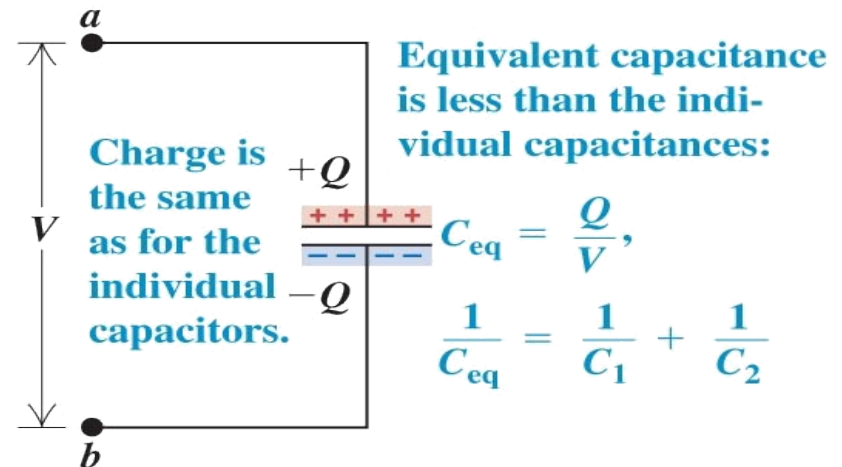 a
Equivalent capacitance
is less than the indi-
vidual capacitances:
Charge is
the same
as for the
individual
capacitors.
+Q
+ + + +
V
− − − −
−Q
C_eq = Q/V,
1/C_eq = 1/C_1 + 1/C_2
b